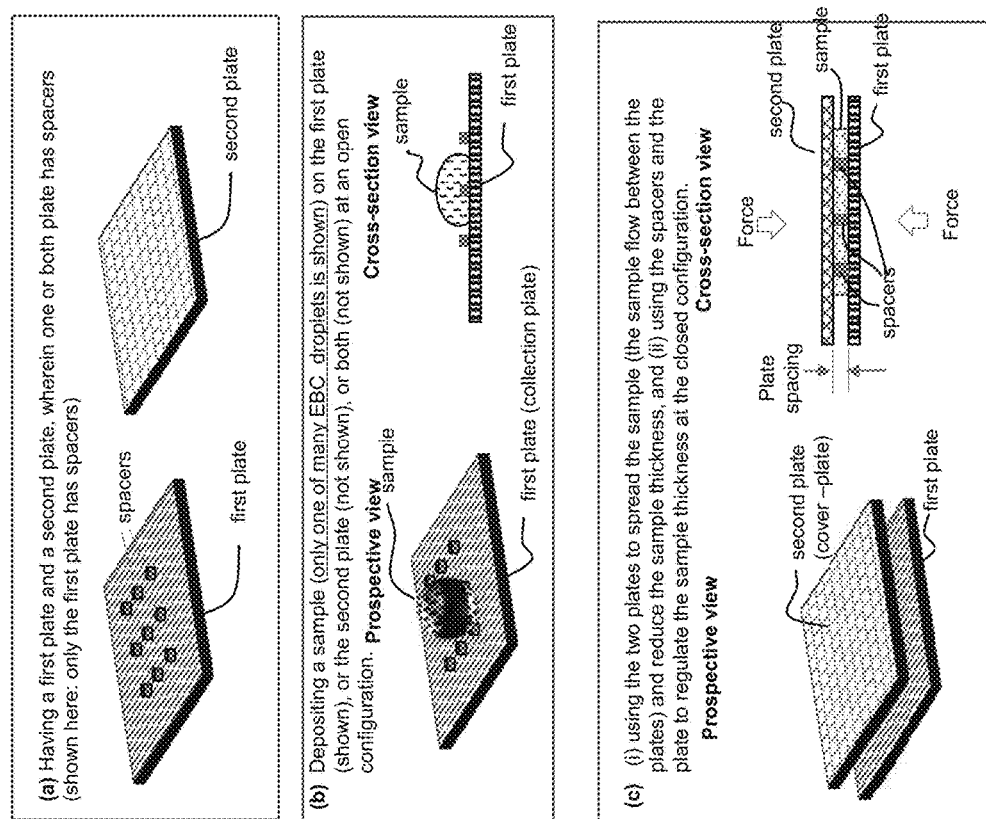 (a) Having a first plate and a second plate, wherein one or both plate has spacers
(shown here: only the first plate has spacers)
spacers
first plate
second plate
(b) Depositing a sample (only one of many EBC droplets is shown) on the first plate
(shown), or the second plate (not shown), or both (not shown) at an open
configuration. Prospective view
Cross-section view
sample
first plate (collection plate)
sample
first plate
(c) (i) using the two plates to spread the sample (the sample flow between the
plates) and reduce the sample thickness, and (ii) using the spacers and the
plate to regulate the sample thickness at the closed configuration.
Prospective view
Cross-section view
second plate
(cover –plate)
first plate
Plate
spacing
Force
Force
spacers
second plate
sample
first plate